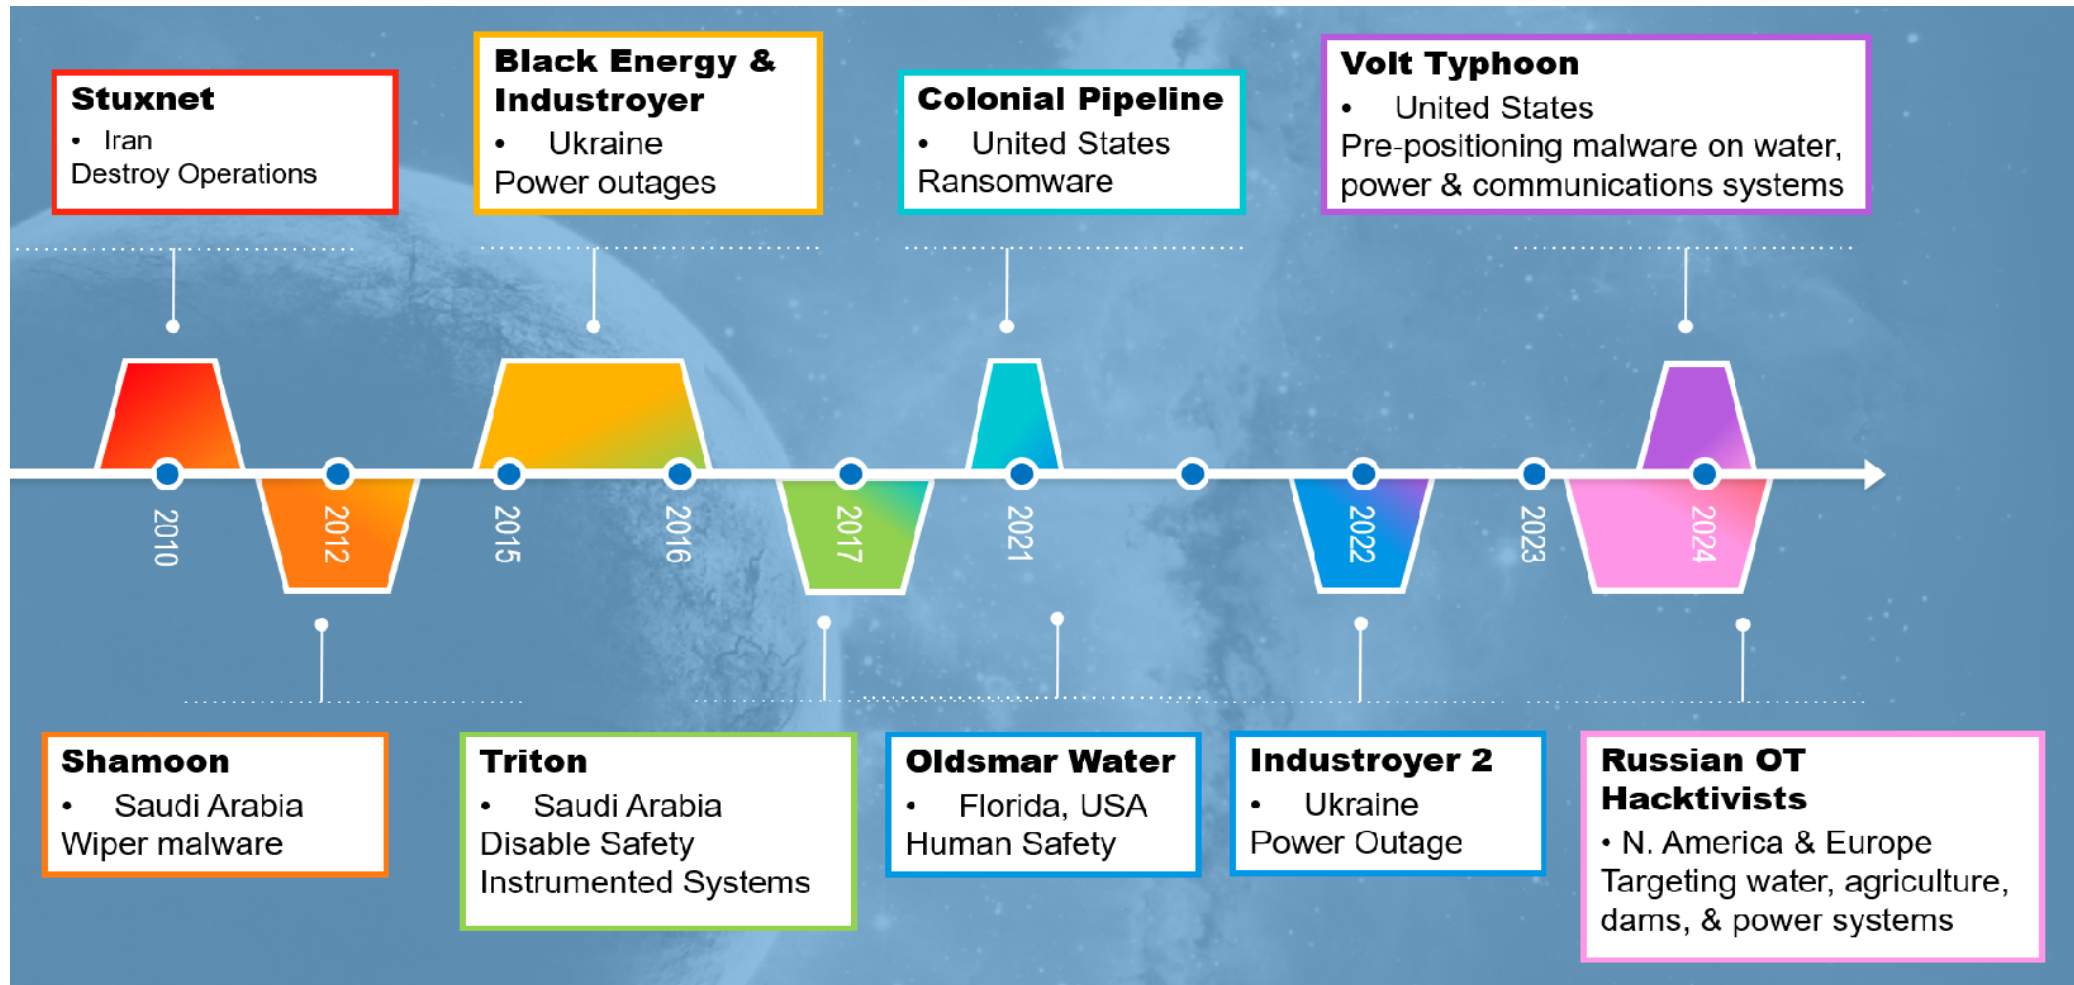 Stuxnet
• Iran
Destroy Operations
Black Energy &
Industroyer
• Ukraine
Power outages
Colonial Pipeline
• United States
Ransomware
Volt Typhoon
• United States
Pre-positioning malware on water,
power & communications systems
2010
2012
2015
2016
2017
2021
2022
2023
2024
Shamoon
• Saudi Arabia
Wiper malware
Triton
• Saudi Arabia
Disable Safety
Instrumented Systems
Oldsmar Water
• Florida, USA
Human Safety
Industroyer 2
• Ukraine
Power Outage
Russian OT
Hacktivists
• N. America & Europe
Targeting water, agriculture,
dams, & power systems